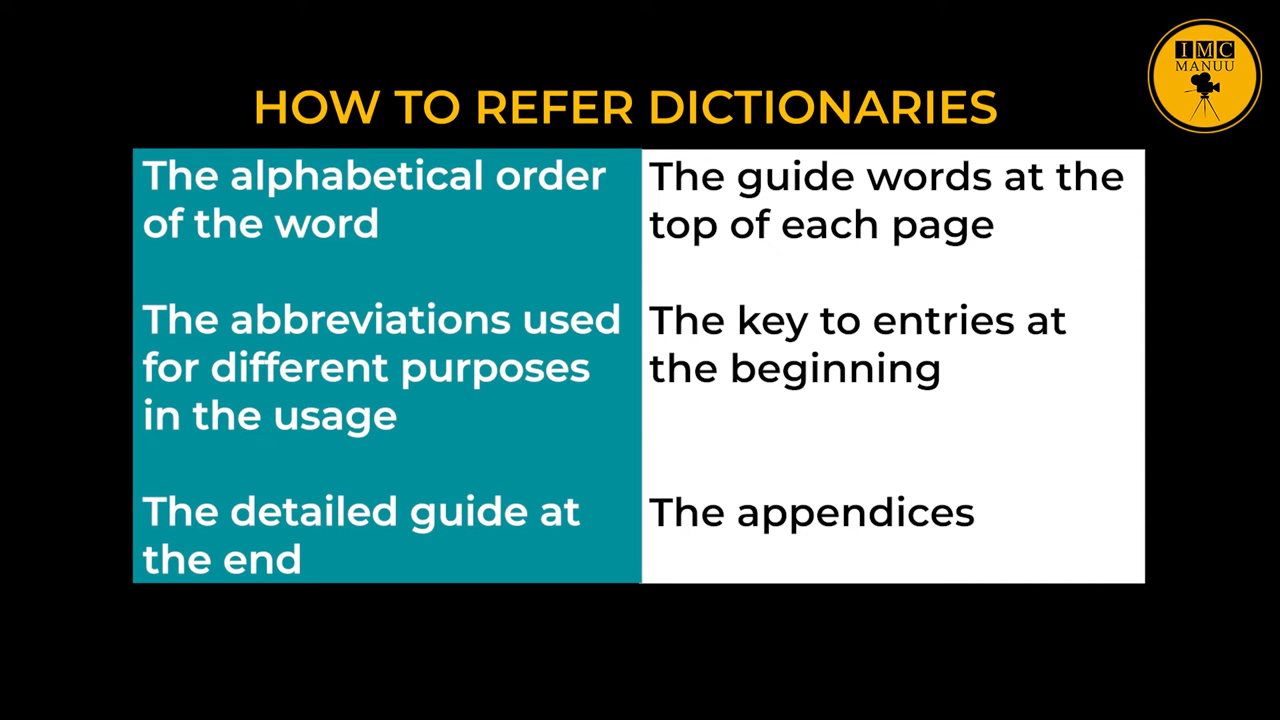 IMC
MANUU
HOW TO REFER DICTIONARIES
The alphabetical order
of the word
The guide words at the
top of each page
The abbreviations used
for different purposes
in the usage
The key to entries at
the beginning
The detailed guide at
the end
The appendices